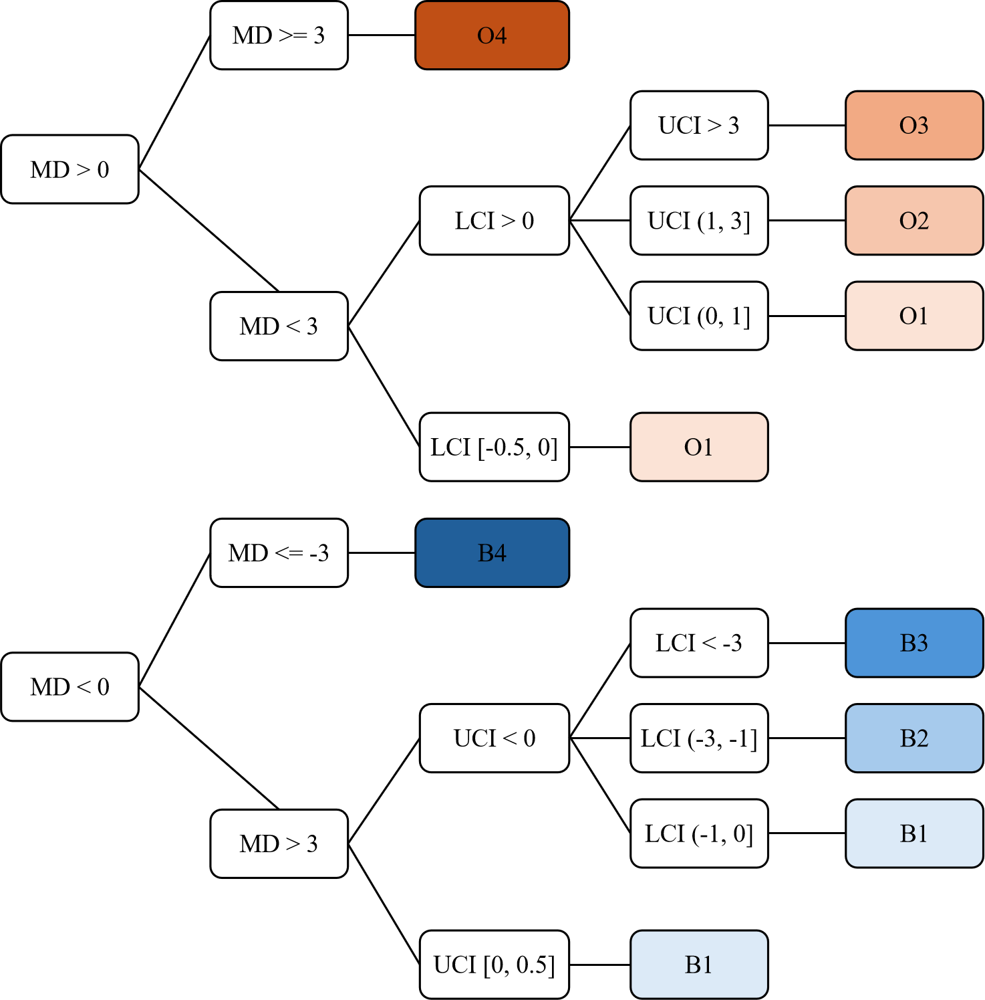 MD >= 3
O4
UCI > 3
O3
MD > 0
LCI > 0
UCI (1, 3]
O2
UCI (0, 1]
O1
MD < 3
LCI [-0.5, 0]
O1
MD <= -3
B4
LCI < -3
B3
MD < 0
UCI < 0
LCI (-3, -1]
B2
LCI (-1, 0]
B1
MD > 3
UCI [0, 0.5]
B1